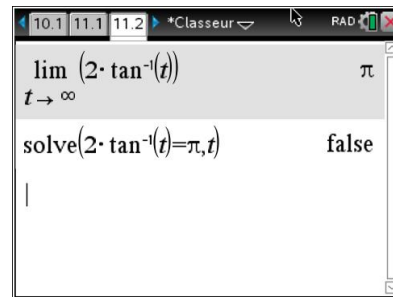 10.1 11.1 11.2 *Classeur RAD
lim (2· tan⁻¹(t)) π
t→ ∞
solve(2· tan⁻¹(t)=π,t) false